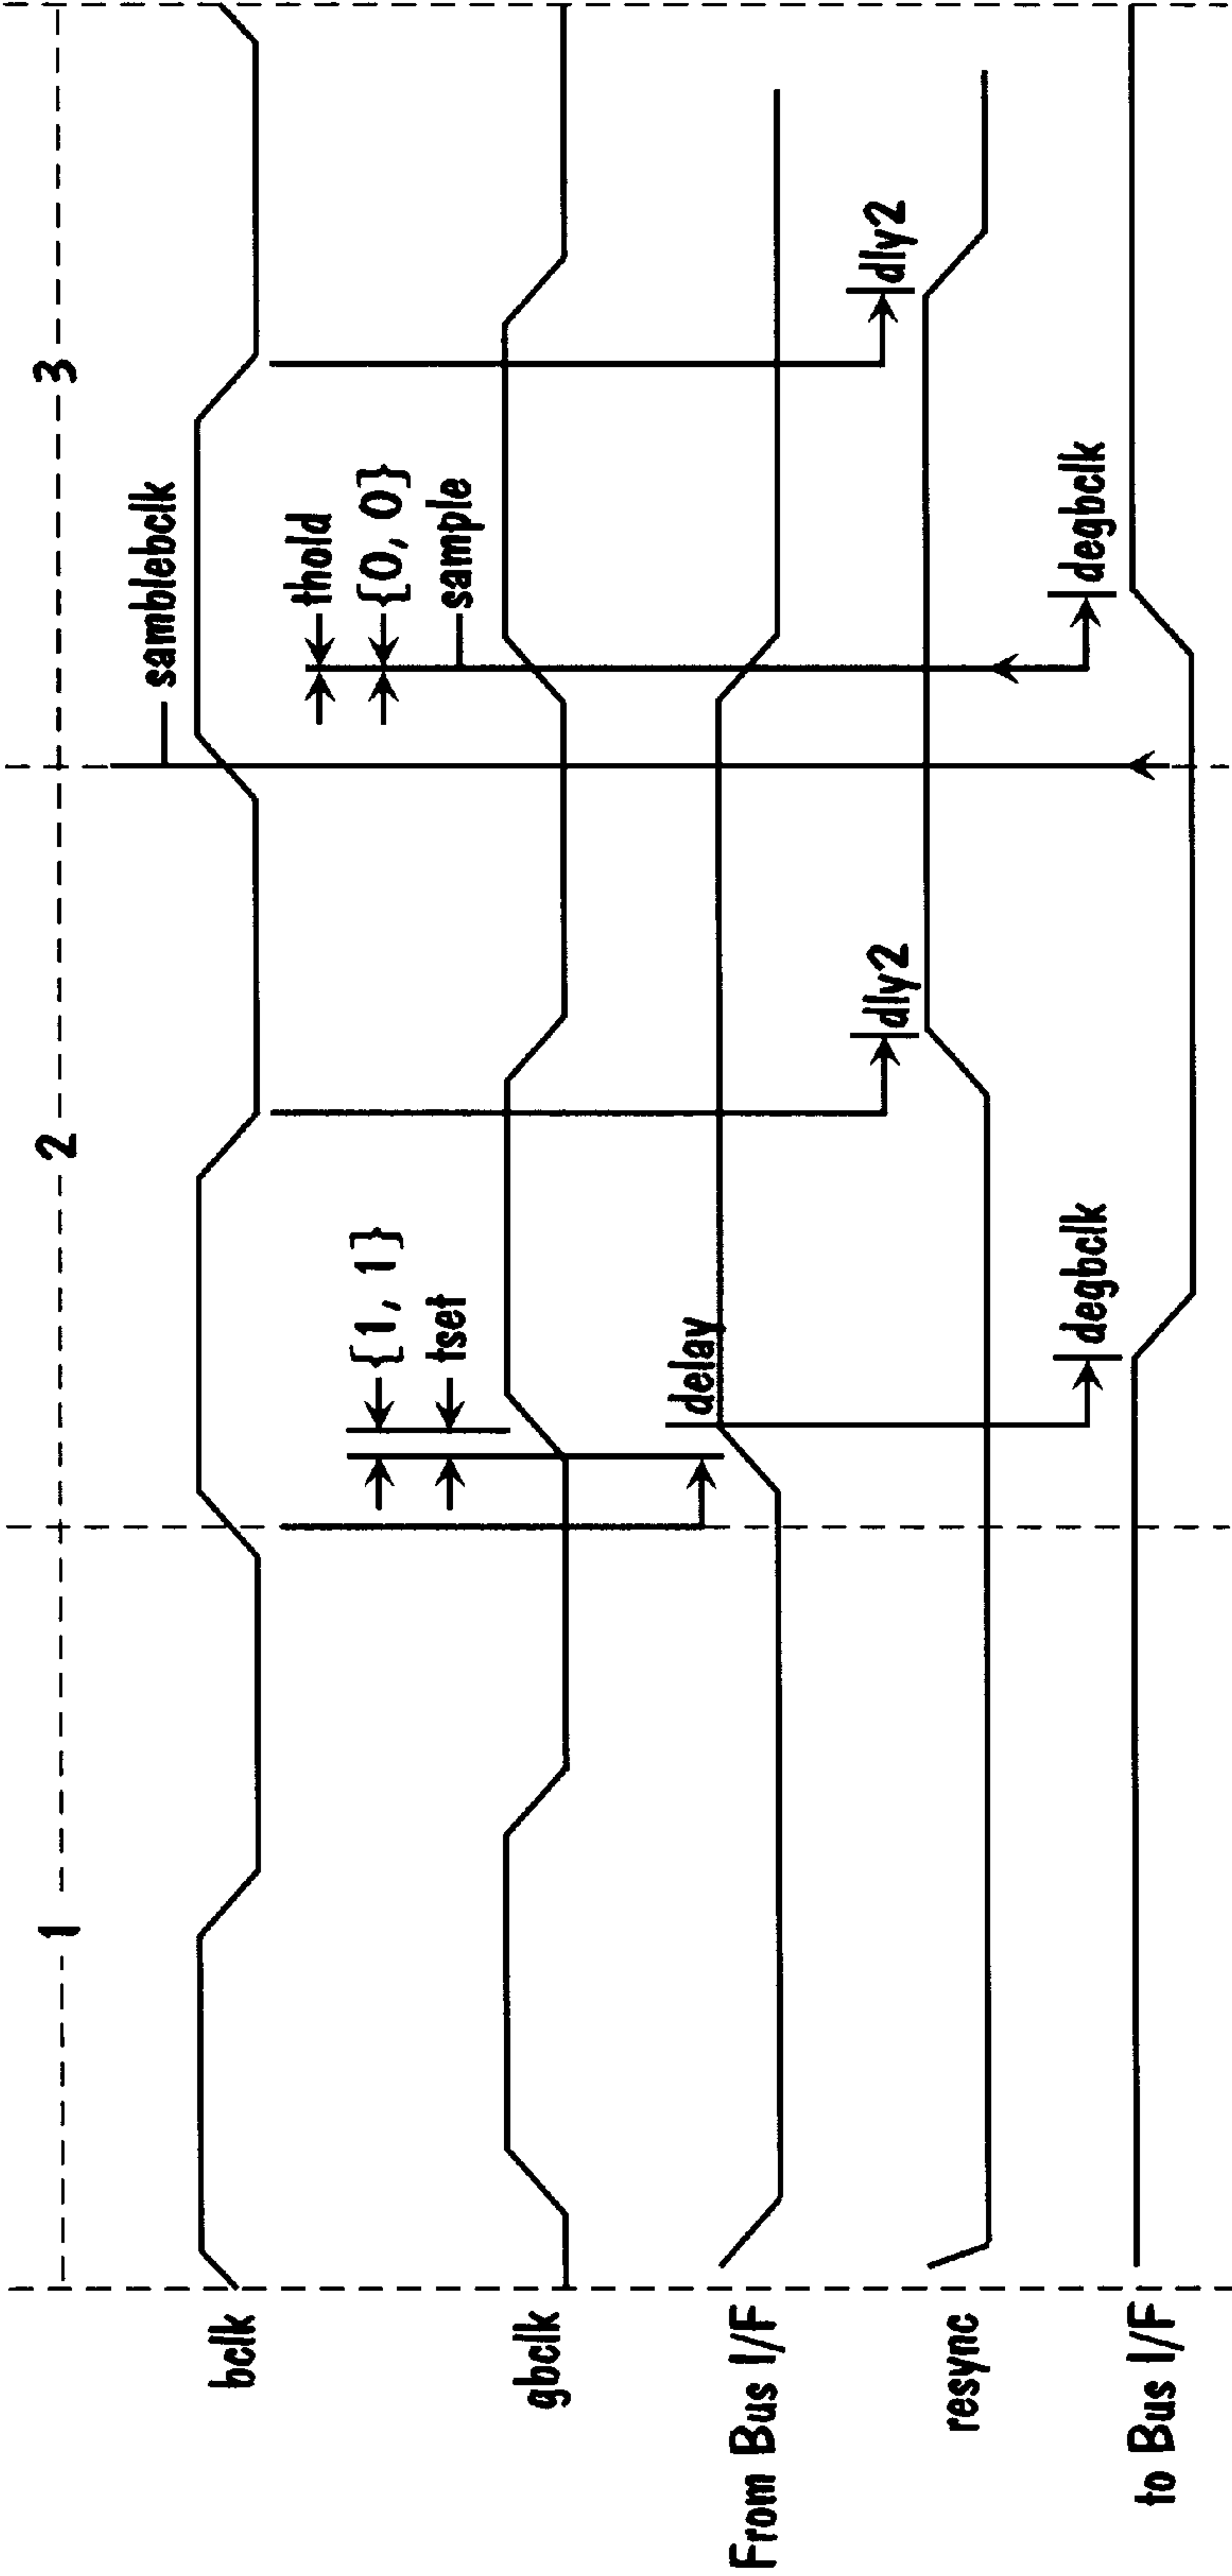 1
2
3
bclk
samblebclk
{1, 1}
tset
thold
{0, 0}
sample
gbclk
delay
From Bus I/F
dly2
dly2
resync
degbclk
degbclk
to Bus I/F